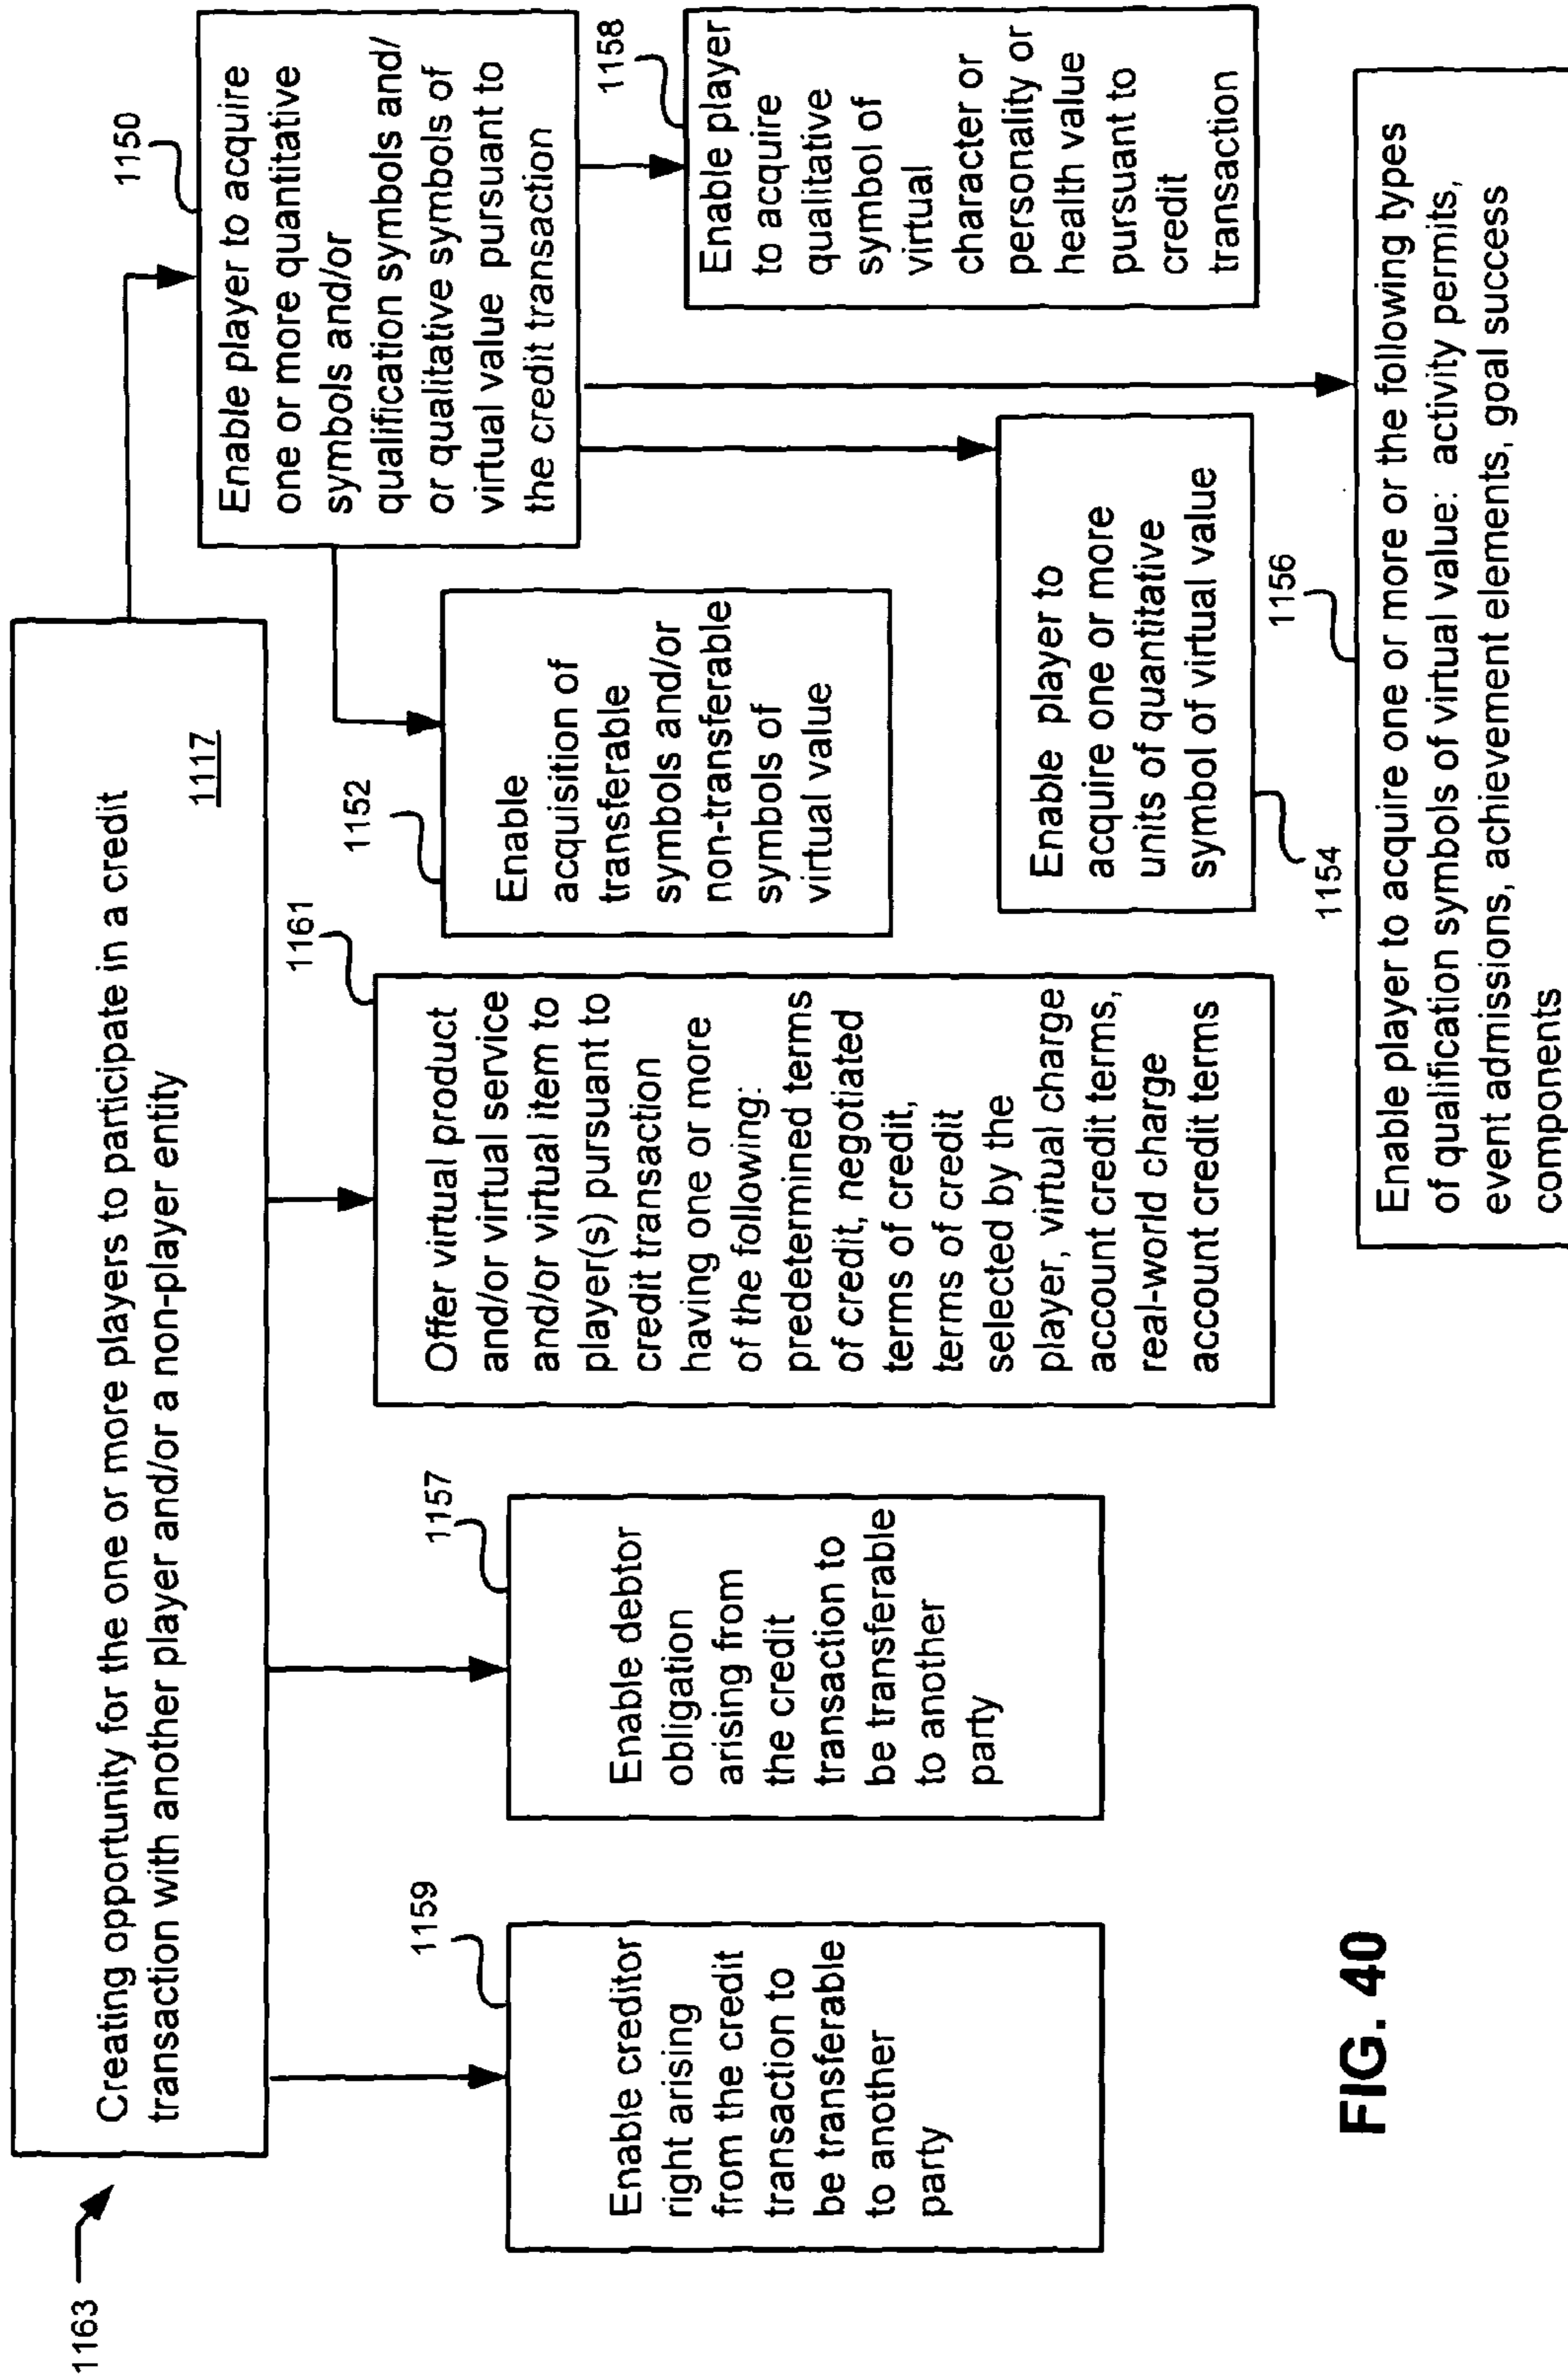 1163
Creating opportunity for the one or more players to participate in a credit
transaction with another player and/or a non-player entity
1117
1159
Enable creditor
right arising
from the credit
transaction to
be transferable
to another
party
1157
Enable debtor
obligation
arising from
the credit
transaction to
be transferable
to another
party
1161
Offer virtual product
and/or virtual service
and/or virtual item to
player(s) pursuant to
credit transaction
having one or more
of the following:
predetermined terms
of credit, negotiated
terms of credit,
terms of credit
selected by the
player, virtual charge
account credit terms,
real-world charge
account credit terms
1150
Enable player to acquire
one or more quantitative
symbols and/or
qualification symbols and/
or qualitative symbols of
virtual value pursuant to
the credit transaction
1152
Enable
acquisition of
transferable
symbols and/or
non-transferable
symbols of
virtual value
1154
Enable player to
acquire one or more
units of quantitative
symbol of virtual value
1158
Enable player
to acquire
qualitative
symbol of
virtual
character or
personality or
health value
pursuant to
credit
transaction
1156
Enable player to acquire one or more or the following types
of qualification symbols of virtual value: activity permits,
event admissions, achievement elements, goal success
components
FIG. 40